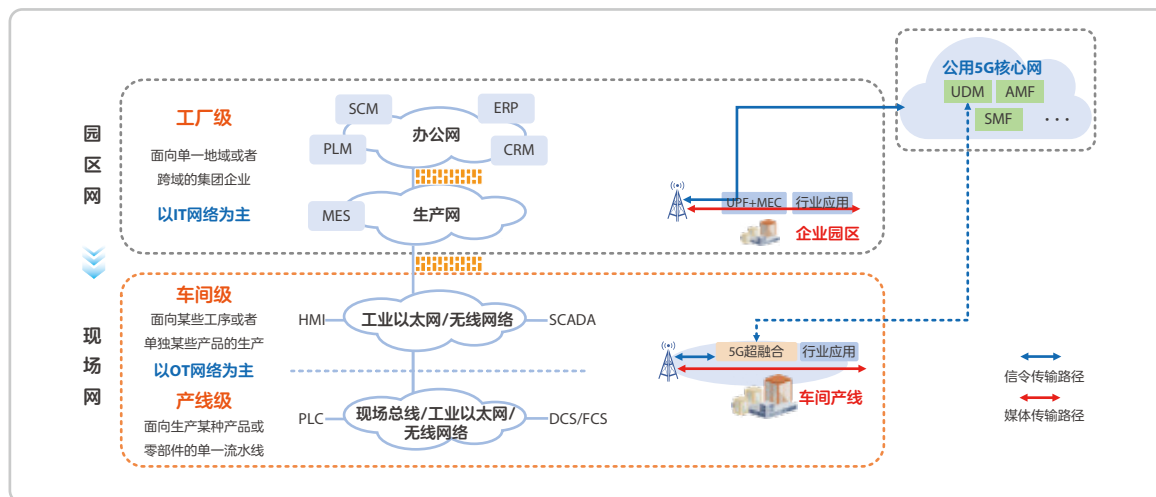 公用5G核心网
UDM
AMF
SMF
···
园区网
工厂级
面向单一地域或者
跨域的集团企业
以IT网络为主
SCM
ERP
PLM
CRM
办公网
MES
生产网
UPF+MEC
行业应用
企业园区
现场网
车间级
面向某些工序或者
单独某些产品的生产
以OT网络为主
产线级
面向生产某种产品或
零部件的单一流水线
HMI
工业以太网/无线网络
SCADA
PLC
现场总线/工业以太网/
无线网络
DCS/FCS
5G超融合
行业应用
车间产线
信令传输路径
媒体传输路径